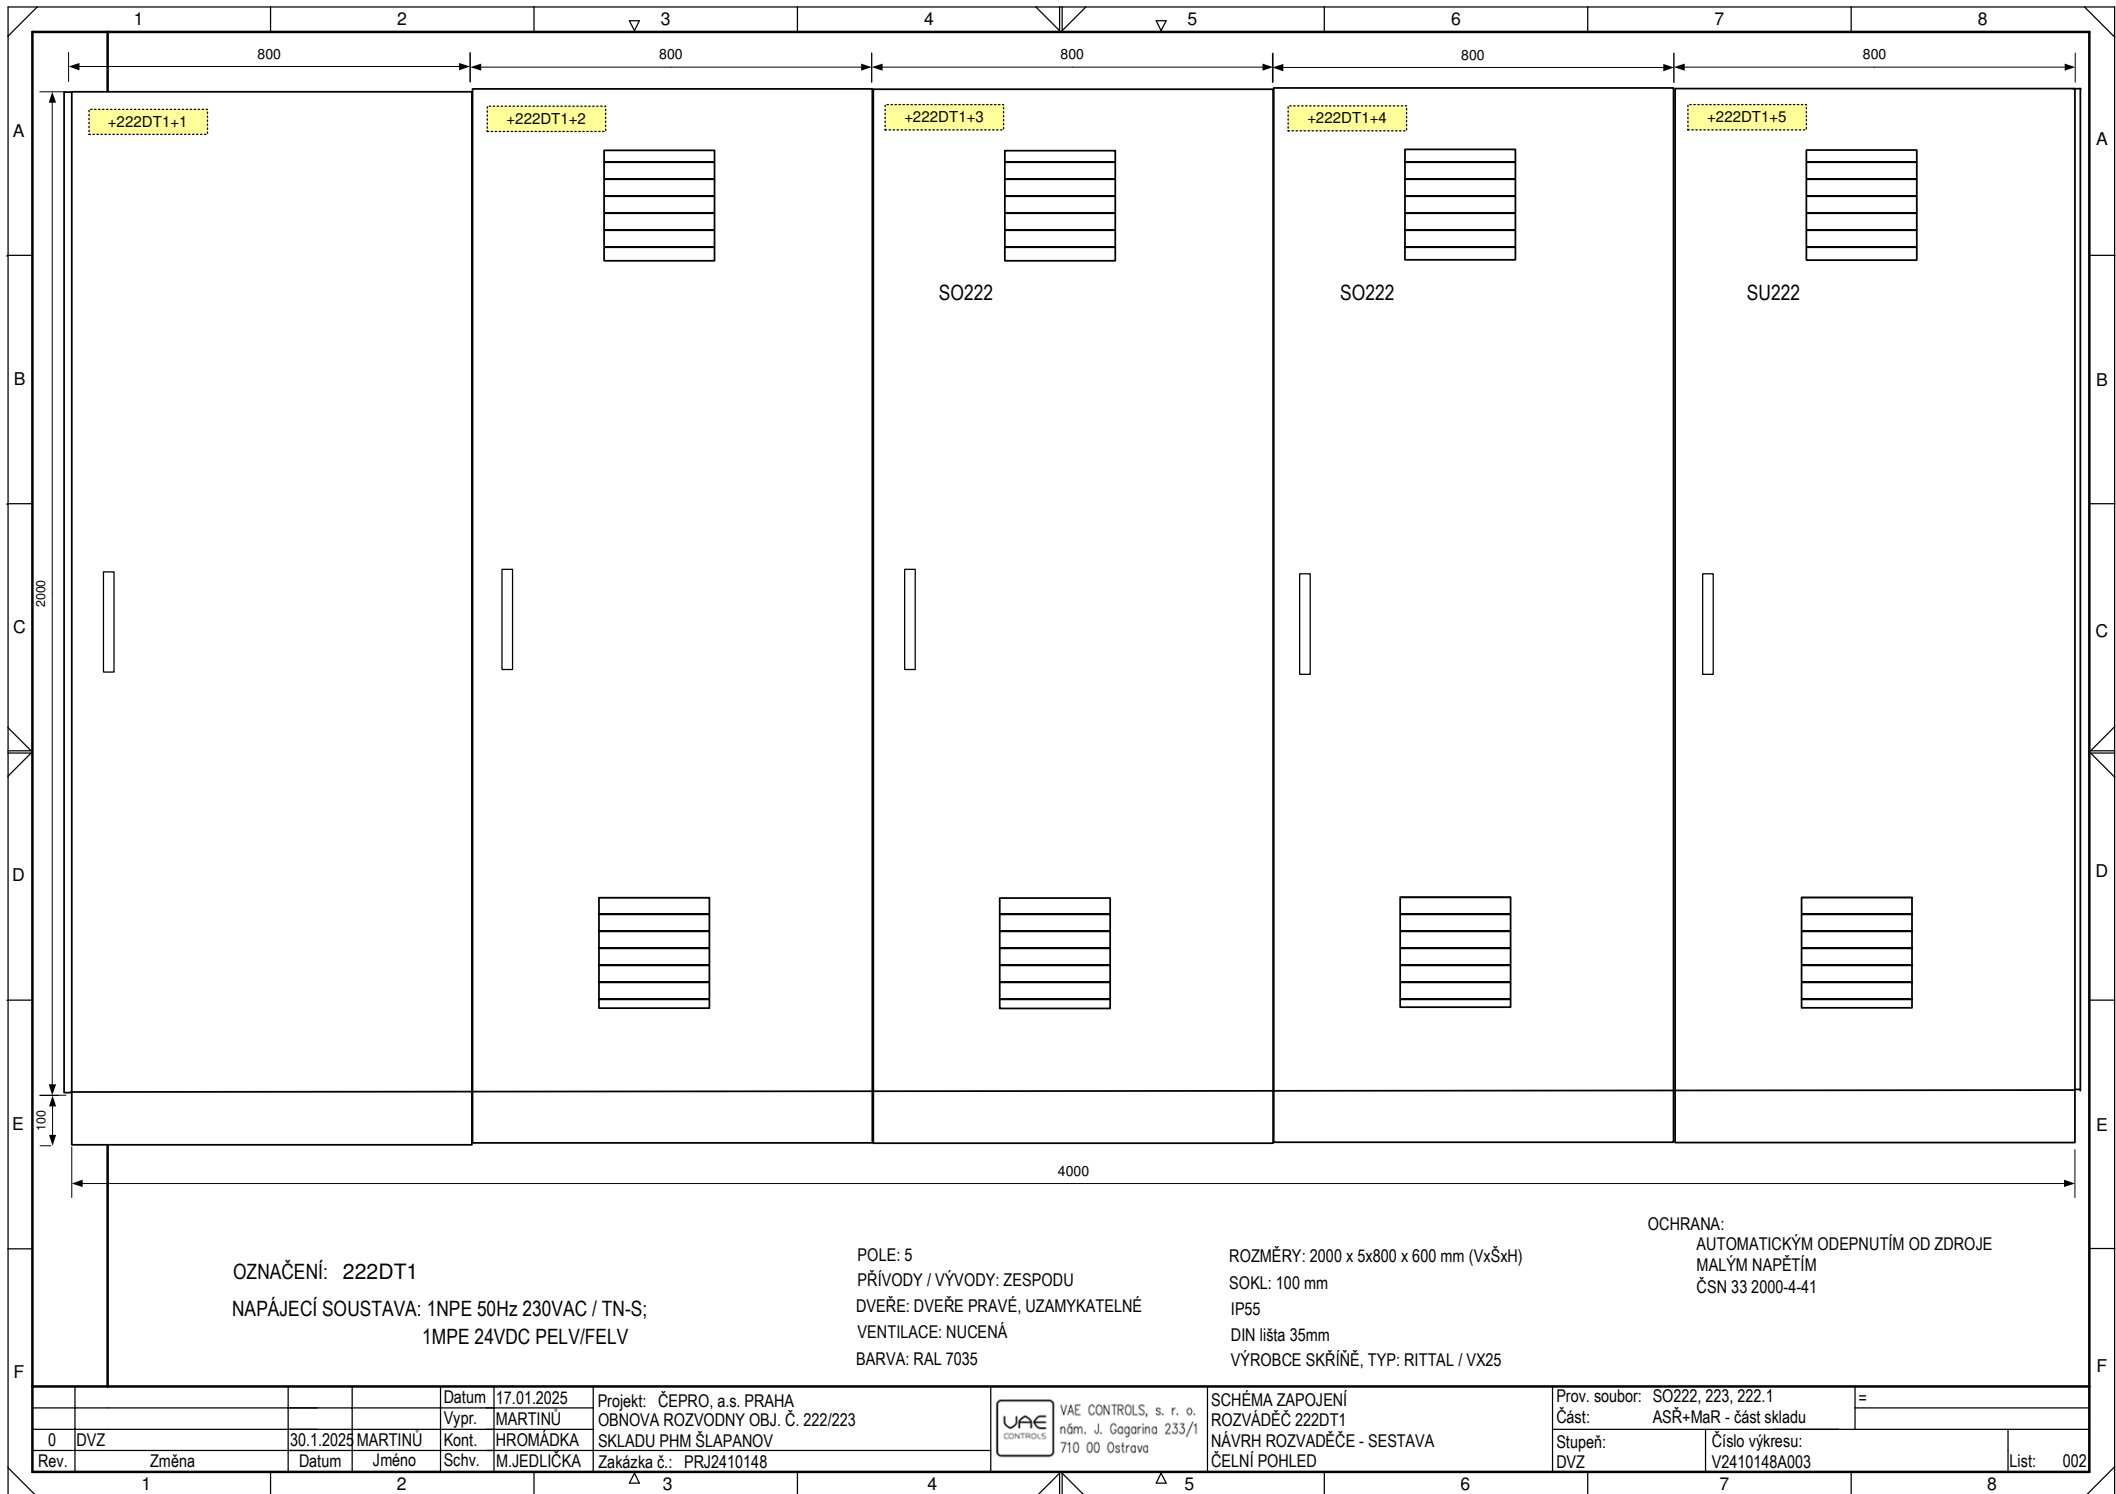 1 2 3 4 5 6 7 8
800 800 800 800 800
A +222DT1+1 +222DT1+2 +222DT1+3 +222DT1+4 +222DT1+5 A
SO222 SO222 SU222
B B
2000
C C
D D
E 100 E
4000
OZNAČENÍ: 222DT1
NAPÁJECÍ SOUSTAVA: 1NPE 50Hz 230VAC / TN-S;
1MPE 24VDC PELV/FELV
POLE: 5
PŘÍVODY / VÝVODY: ZESPODU
DVEŘE: DVEŘE PRAVÉ, UZAMYKATELNÉ
VENTILACE: NUCENÁ
BARVA: RAL 7035
ROZMĚRY: 2000 x 5x800 x 600 mm (VxŠxH)
SOKL: 100 mm
IP55
DIN lišta 35mm
VÝROBCE SKŘÍŇĚ, TYP: RITTAL / VX25
OCHRANA:
AUTOMATICKÝM ODEPNUTÍM OD ZDROJE
MALÝM NAPĚTÍM
ČSN 33 2000-4-41
F F
0 DVZ 30.1.2025 MARTINŮ
Rev. Změna Datum Jméno
Datum 17.01.2025
Vypr. MARTINŮ
Kont. HROMÁDKA
Schv. M.JEDLIČKA
Projekt: ČEPRO, a.s. PRAHA
OBNOVA ROZVODNY OBJ. Č. 222/223
SKLADU PHM ŠLAPANOV
Zakázka č.: PRJ2410148
VAE
CONTROLS
VAE CONTROLS, s. r. o.
nám. J. Gagarina 233/1
710 00 Ostrava
SCHÉMA ZAPOJENÍ
ROZVÁDĚČ 222DT1
NÁVRH ROZVADĚČE - SESTAVA
ČELNÍ POHLED
Prov. soubor: SO222, 223, 222.1 =
Část: ASŘ+MaR - část skladu
Stupeň:
DVZ
Číslo výkresu:
V2410148A003
List: 002
1 2 3 4 5 6 7 8